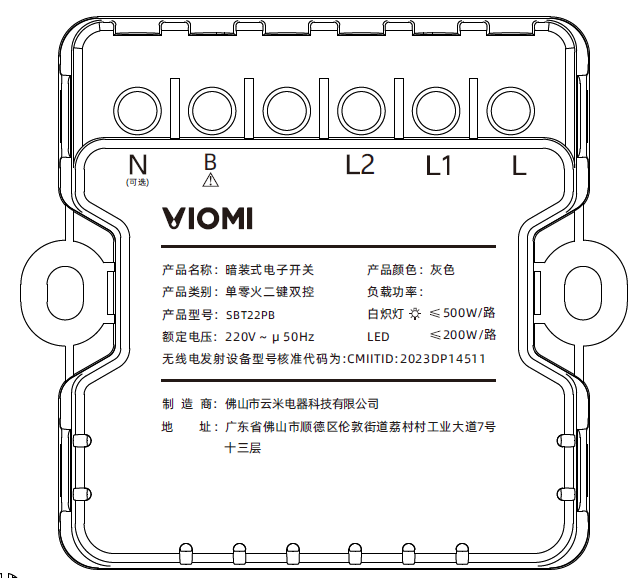 N B L2 L1 L
(可选)
VIOMI
产品名称：暗装式电子开关 产品颜色：灰色
产品类别：单零火二键双控 负载功率：
产品型号：SBT22PB 白炽灯 ≤500W/路
额定电压：220V ~ μ 50Hz LED ≤200W/路
无线电发射设备型号核准代码为:CMIITID:2023DP14511
制 造 商：佛山市云米电器科技有限公司
地 址：广东省佛山市顺德区伦敦街道荔村村工业大道7号
十三层